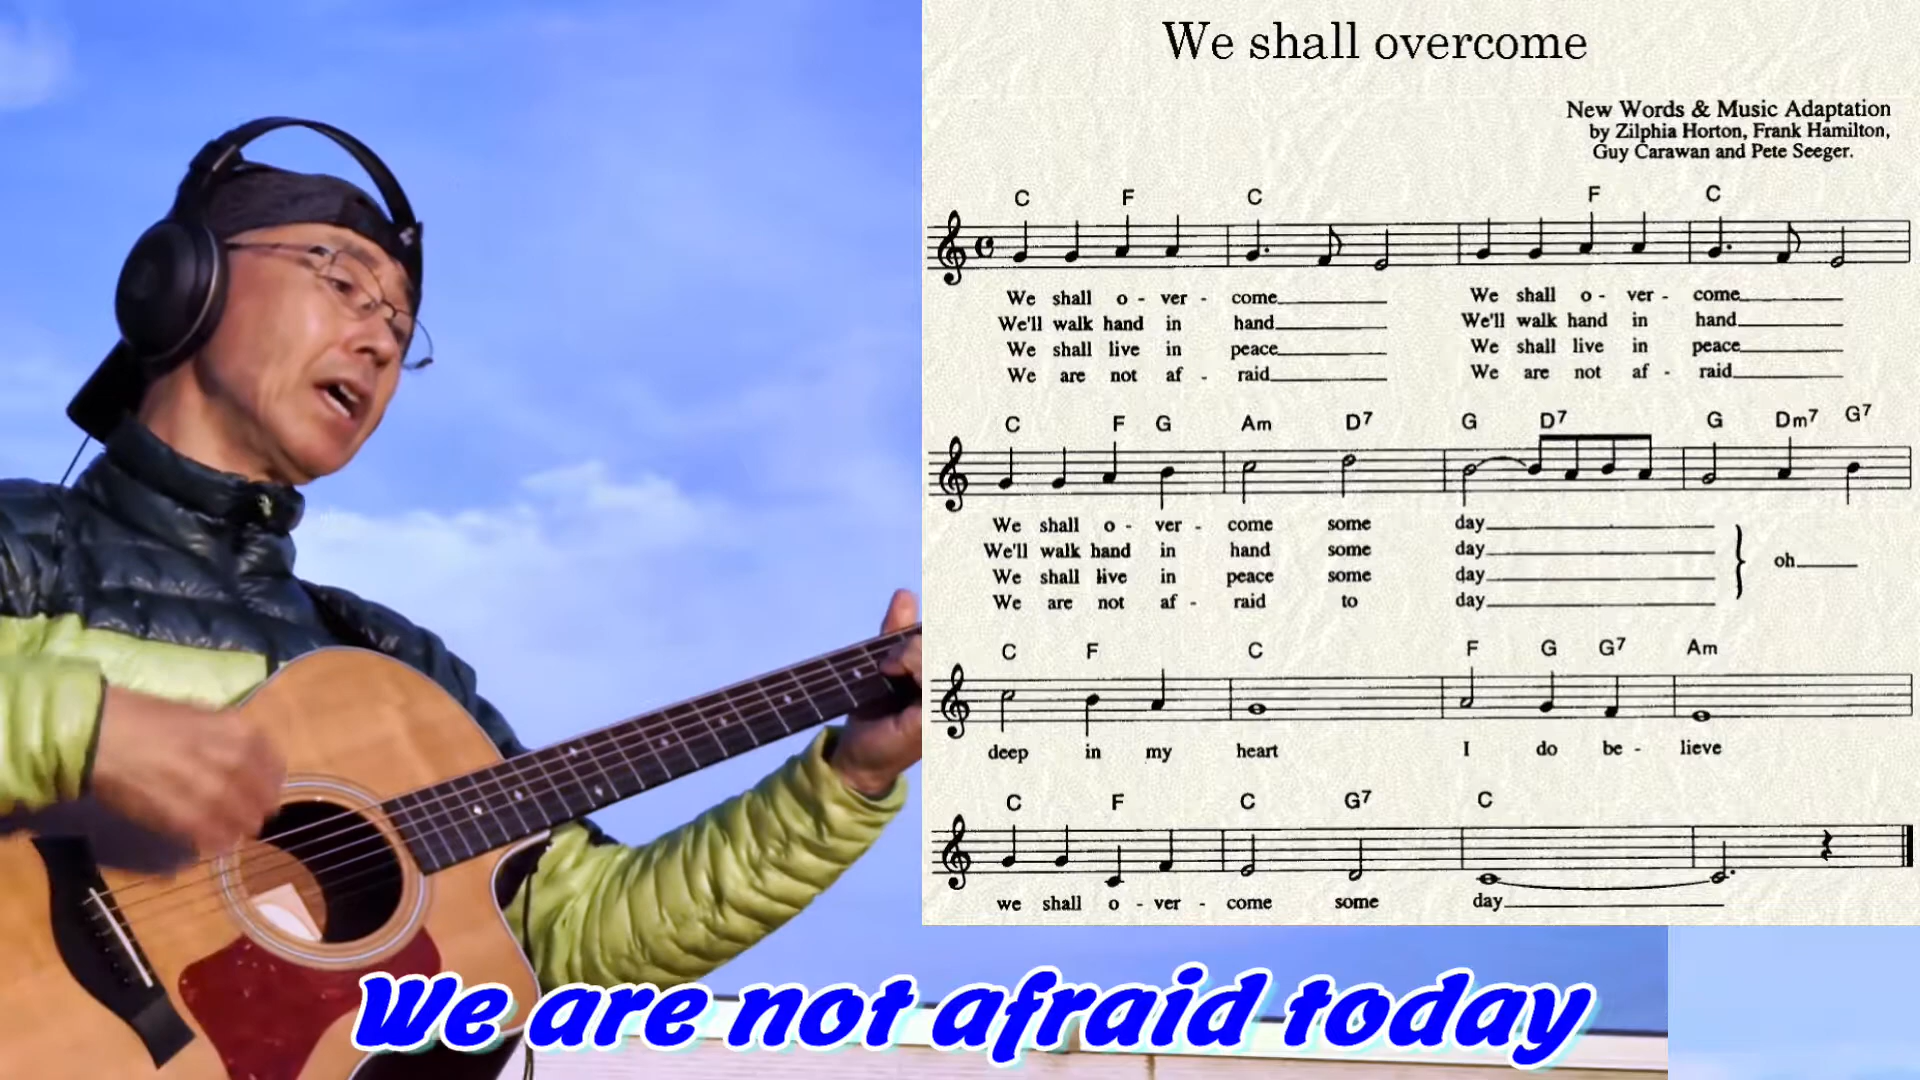 We shall overcome
New Words & Music Adaptation
by Zilphia Horton, Frank Hamilton,
Guy Carawan and Pete Seeger.
C F C F C
We shall o - ver - come We shall o - ver - come
We'll walk hand in hand We'll walk hand in hand
We shall live in peace We shall live in peace
We are not af - raid We are not af - raid
C F G Am D7 G D7 G Dm7 G7
We shall o - ver - come some day
We'll walk hand in hand some day
oh
We shall live in peace some day
We are not af - raid to day
C F C F G G7 Am
deep in my heart I do be - lieve
C F C G7 C
we shall o - ver - come some day
We are not afraid today